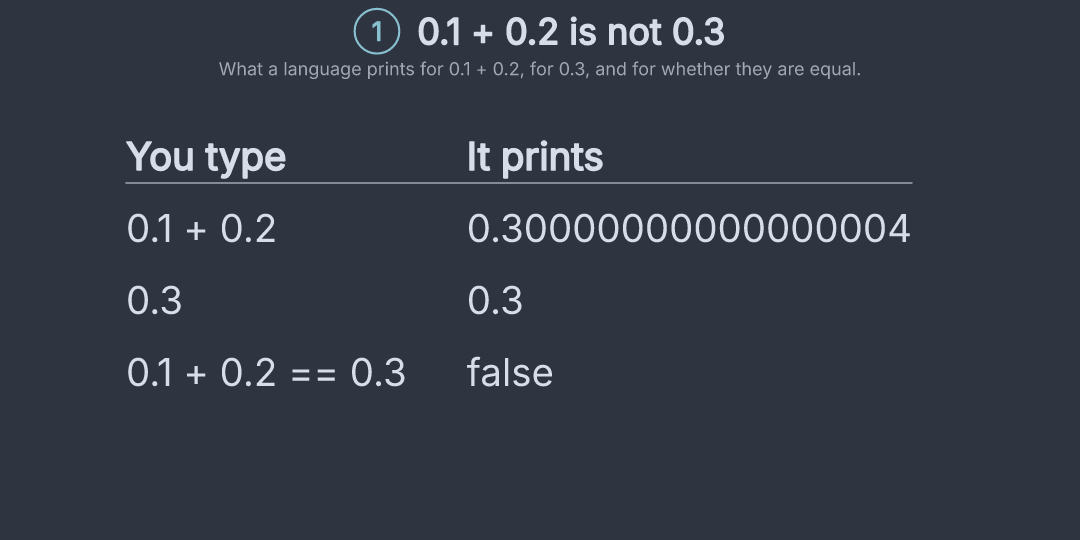 1 0.1 + 0.2 is not 0.3
What a language prints for 0.1 + 0.2, for 0.3, and for whether they are equal.
You type It prints
0.1 + 0.2 0.30000000000000004
0.3 0.3
0.1 + 0.2 == 0.3 false